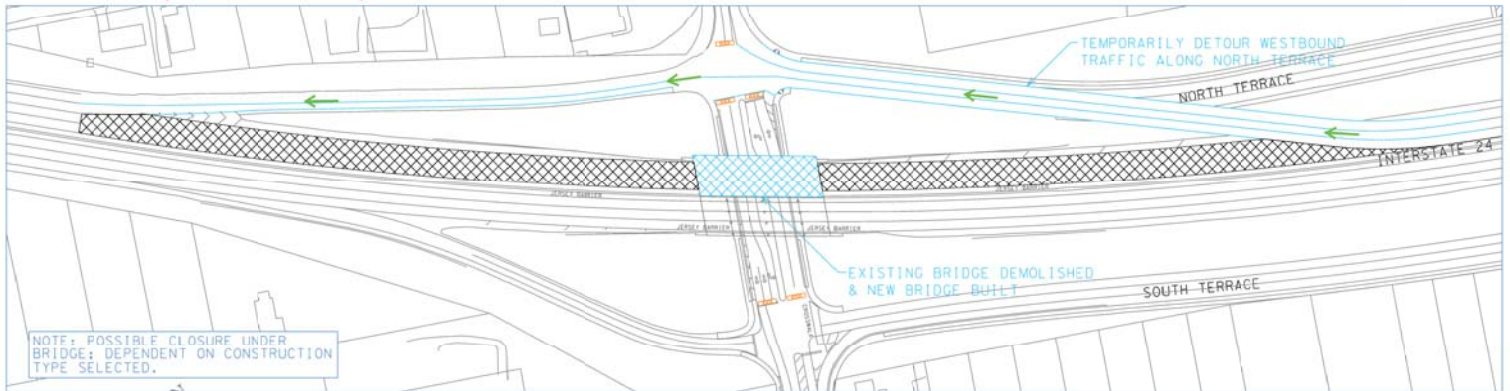 TEMPORARILY DETOUR WESTBOUND
TRAFFIC ALONG NORTH TERRACE
NORTH TERRACE
INTERSTATE 24
JERSEY BARRIER
JERSEY BARRIER
JERSEY BARRIER
JERSEY BARRIER
EXISTING BRIDGE DEMOLISHED
& NEW BRIDGE BUILT
SOUTH TERRACE
NOTE: POSSIBLE CLOSURE UNDER
BRIDGE; DEPENDENT ON CONSTRUCTION
TYPE SELECTED.